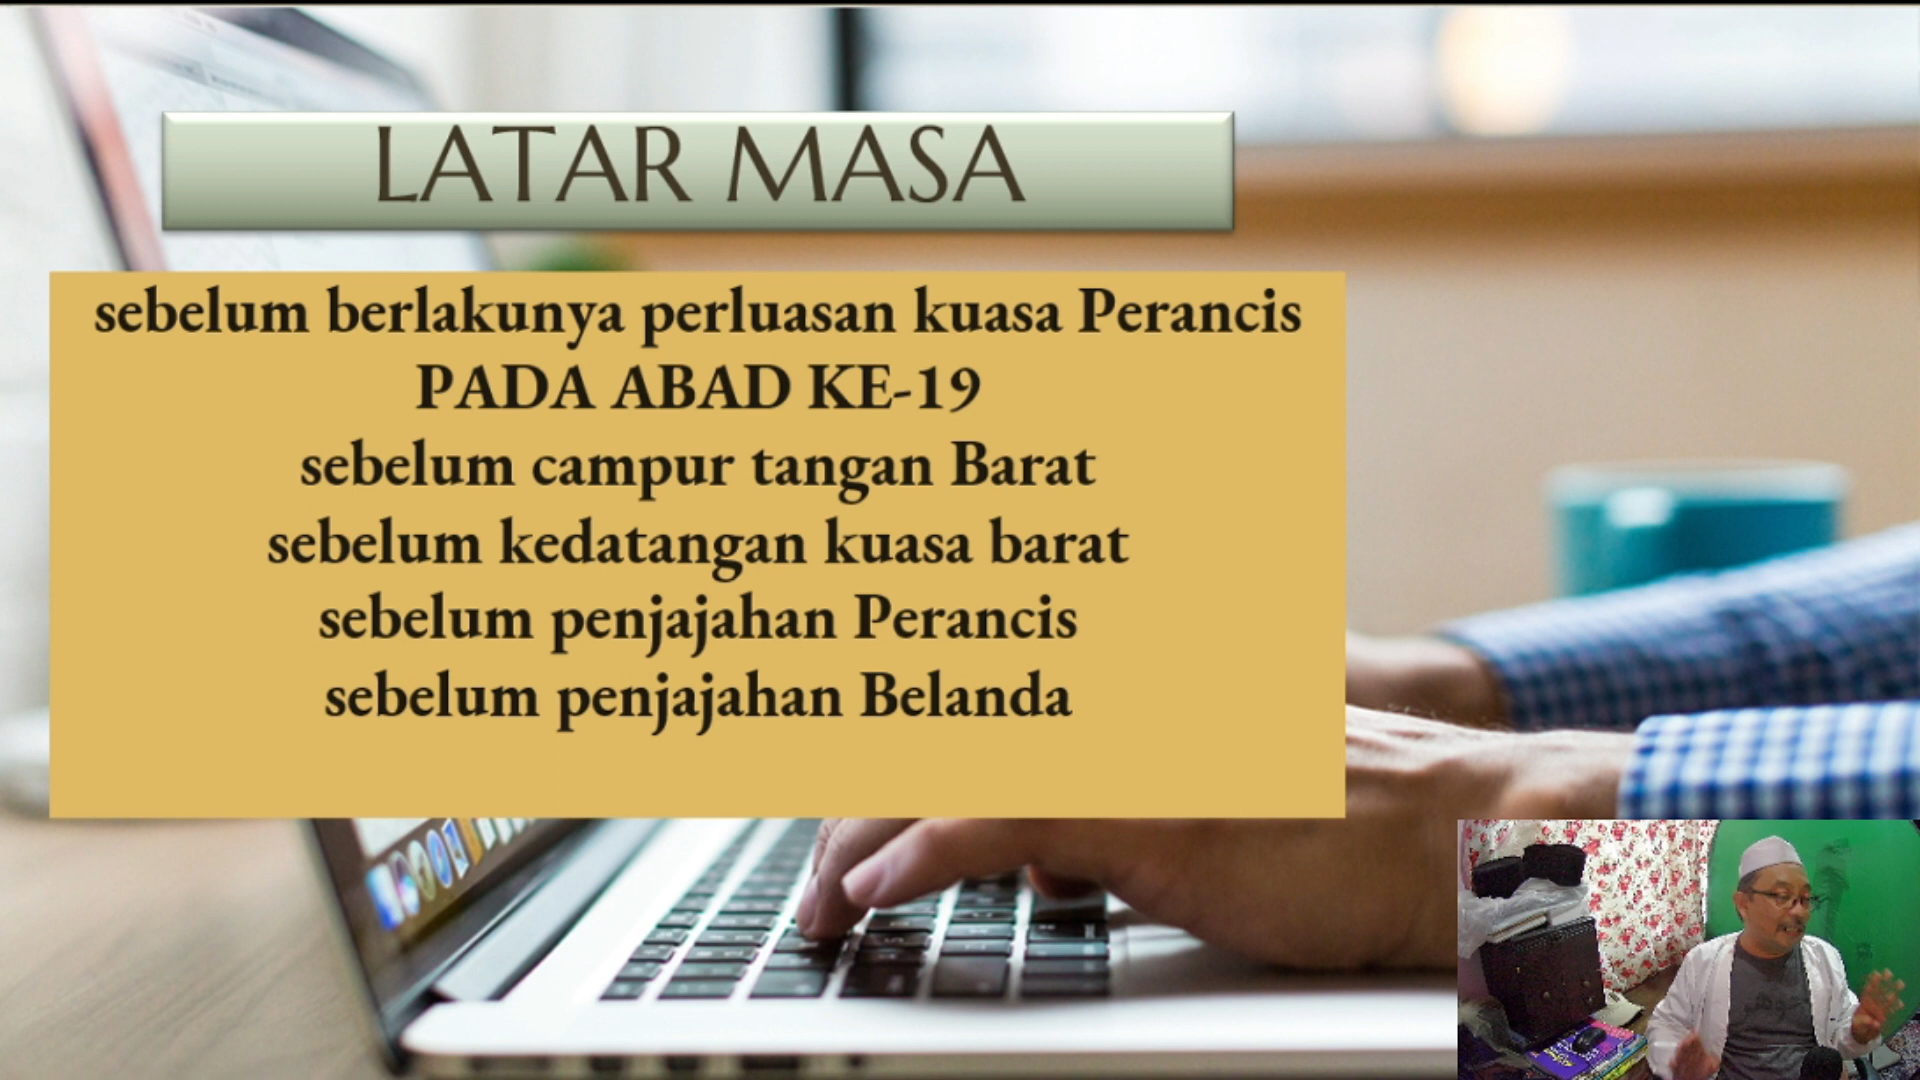 LATAR MASA
sebelum berlakunya perluasan kuasa Perancis
PADA ABAD KE-19
sebelum campur tangan Barat
sebelum kedatangan kuasa barat
sebelum penjajahan Perancis
sebelum penjajahan Belanda